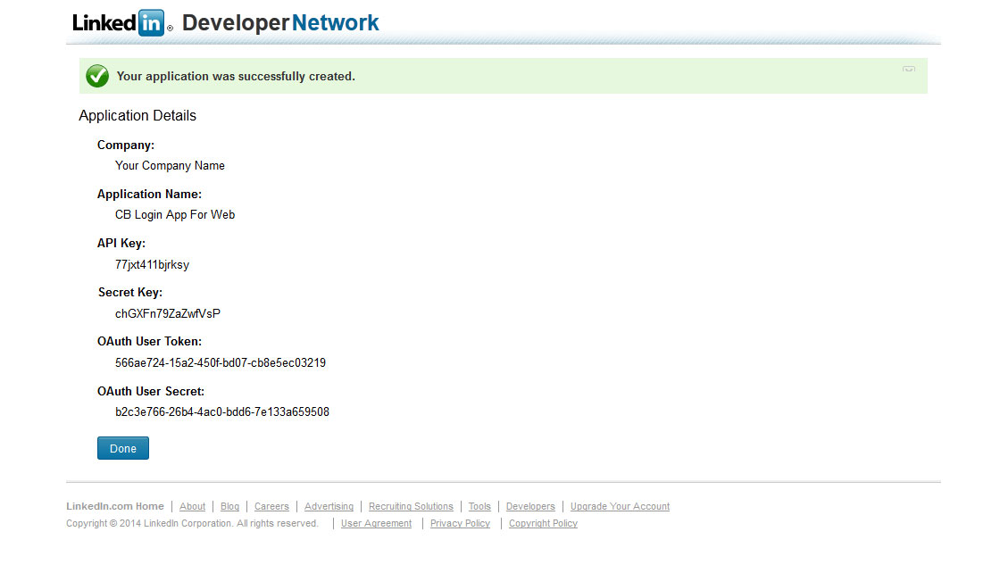 Linked in ® DeveloperNetwork
Your application was successfully created.
Application Details
Company:
Your Company Name
Application Name:
CB Login App For Web
API Key:
77jxt411bjrksy
Secret Key:
chGXFn79ZaZwfVsP
OAuth User Token:
566ae724-15a2-450f-bd07-cb8e5ec03219
OAuth User Secret:
b2c3e766-26b4-4ac0-bdd6-7e133a659508
Done
LinkedIn.com Home | About | Blog | Careers | Advertising | Recruiting Solutions | Tools | Developers | Upgrade Your Account
Copyright © 2014 LinkedIn Corporation. All rights reserved. | User Agreement | Privacy Policy | Copyright Policy